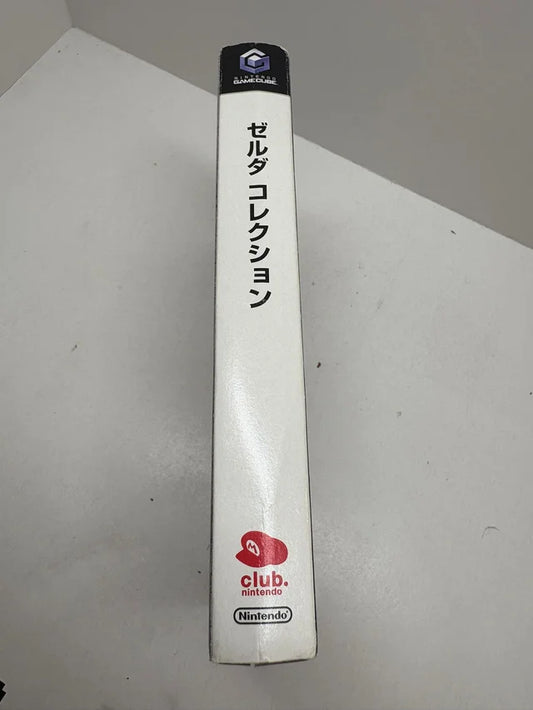 NINTENDO
GAMECUBE
ゼルダ コレクション
M
club.
nintendo
Nintendo